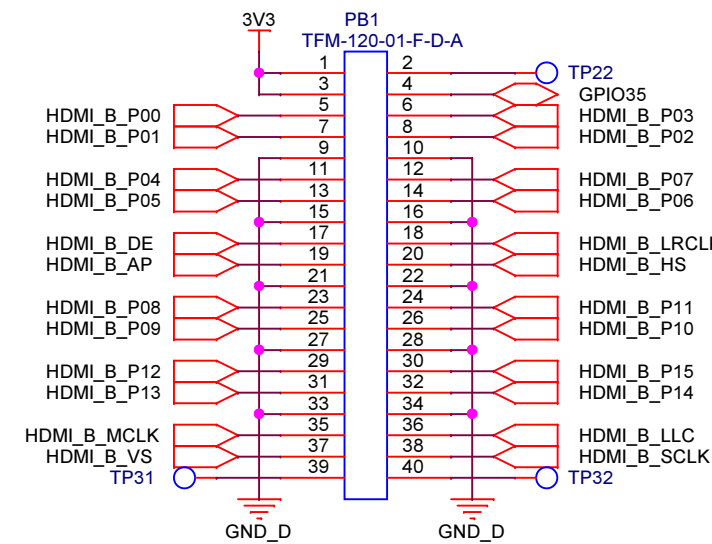 3V3 PB1
TFM-120-01-F-D-A
1 2 TP22
3 4 GPIO35
HDMI_B_P00 5 6 HDMI_B_P03
HDMI_B_P01 7 8 HDMI_B_P02
9 10
HDMI_B_P04 11 12 HDMI_B_P07
HDMI_B_P05 13 14 HDMI_B_P06
15 16
HDMI_B_DE 17 18 HDMI_B_LRCL
HDMI_B_AP 19 20 HDMI_B_HS
21 22
HDMI_B_P08 23 24 HDMI_B_P11
HDMI_B_P09 25 26 HDMI_B_P10
27 28
HDMI_B_P12 29 30 HDMI_B_P15
HDMI_B_P13 31 32 HDMI_B_P14
33 34
HDMI_B_MCLK 35 36 HDMI_B_LLC
HDMI_B_VS 37 38 HDMI_B_SCLK
TP31 39 40 TP32
GND_D GND_D